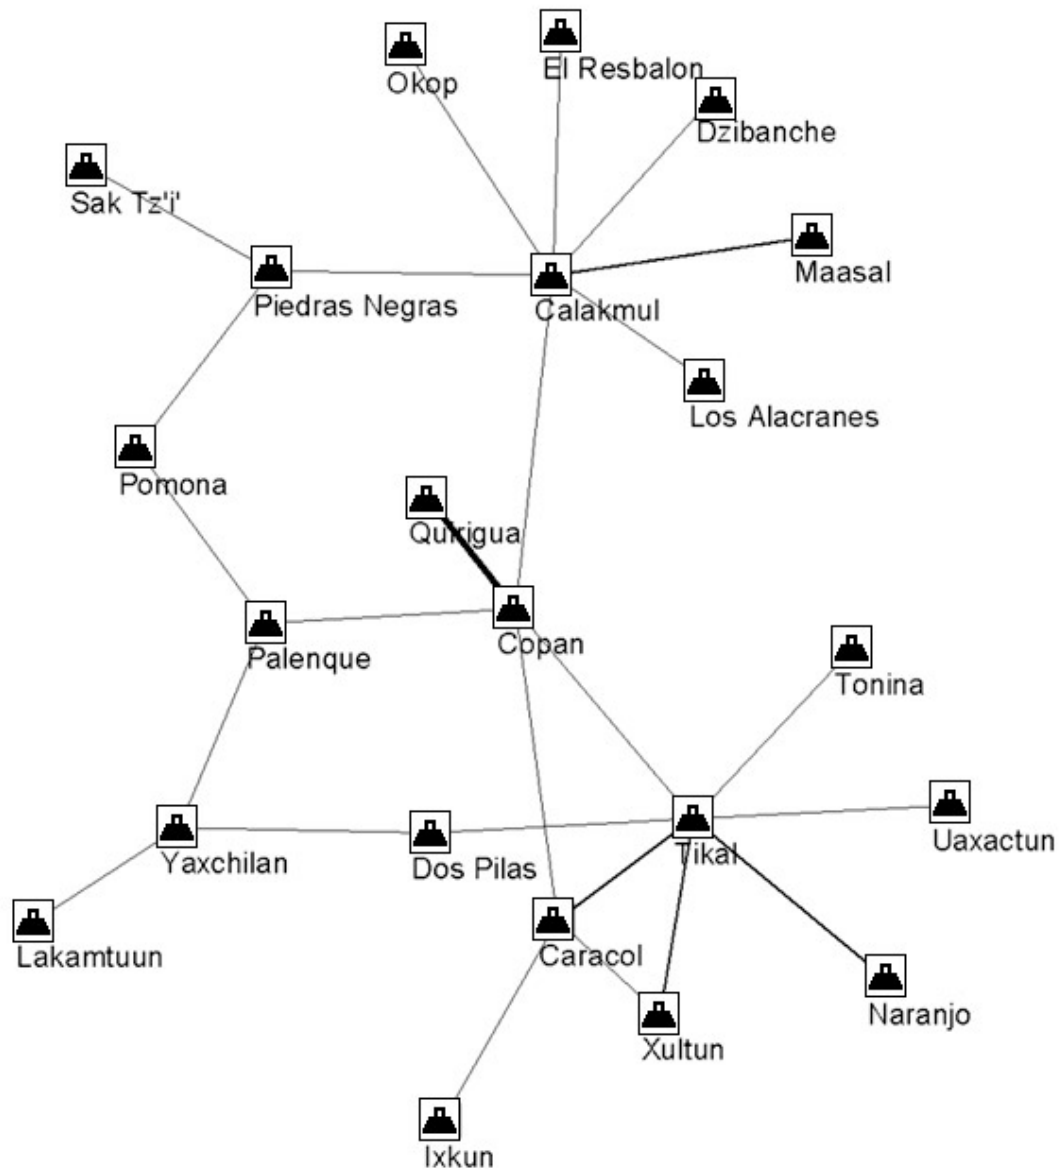 El Resbalon
Okop
Dzibanche
Sak Tz'i'
Maasal
Piedras Negras
Calakmul
Los Alacranes
Pomona
Quirigua
Copan
Palenque
Tonina
Uaxactun
Tikal
Yaxchilan
Dos Pilas
Lakamtuun
Caracol
Naranjo
Xultun
Ixkun